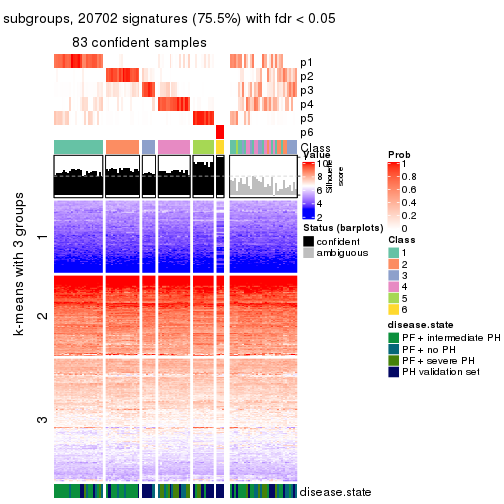 subgroups, 20702 signatures (75.5%) with fdr < 0.05
83 confident samples
p1
p2
p3
p4
p5
p6
Class
silhouette
score
k-means with 3 groups
1
2
3
disease.state
Value
10
8
6
4
2
Status (barplots)
confident
ambiguous
Prob
1
0.8
0.6
0.4
0.2
0
Class
1
2
3
4
5
6
disease.state
PF + intermediate PH
PF + no PH
PF + severe PH
PH validation set